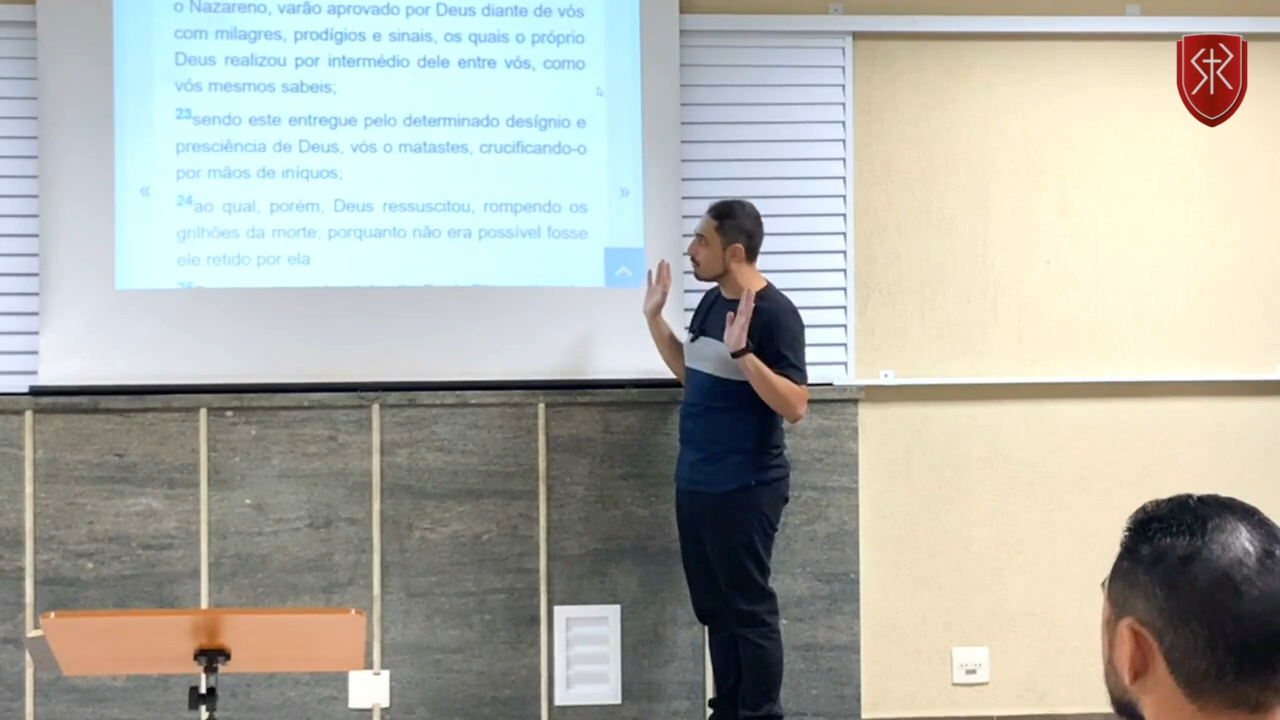 o Nazareno, varão aprovado por Deus diante de vós
com milagres, prodígios e sinais, os quais o próprio
Deus realizou por intermédio dele entre vós, como
vós mesmos sabeis;
23sendo este entregue pelo determinado desígnio e
presciência de Deus, vós o matastes, crucificando-o
por mãos de iníquos;
24ao qual, porém, Deus ressuscitou, rompendo os
grilhões da morte; porquanto não era possível fosse
ele retido por ela.